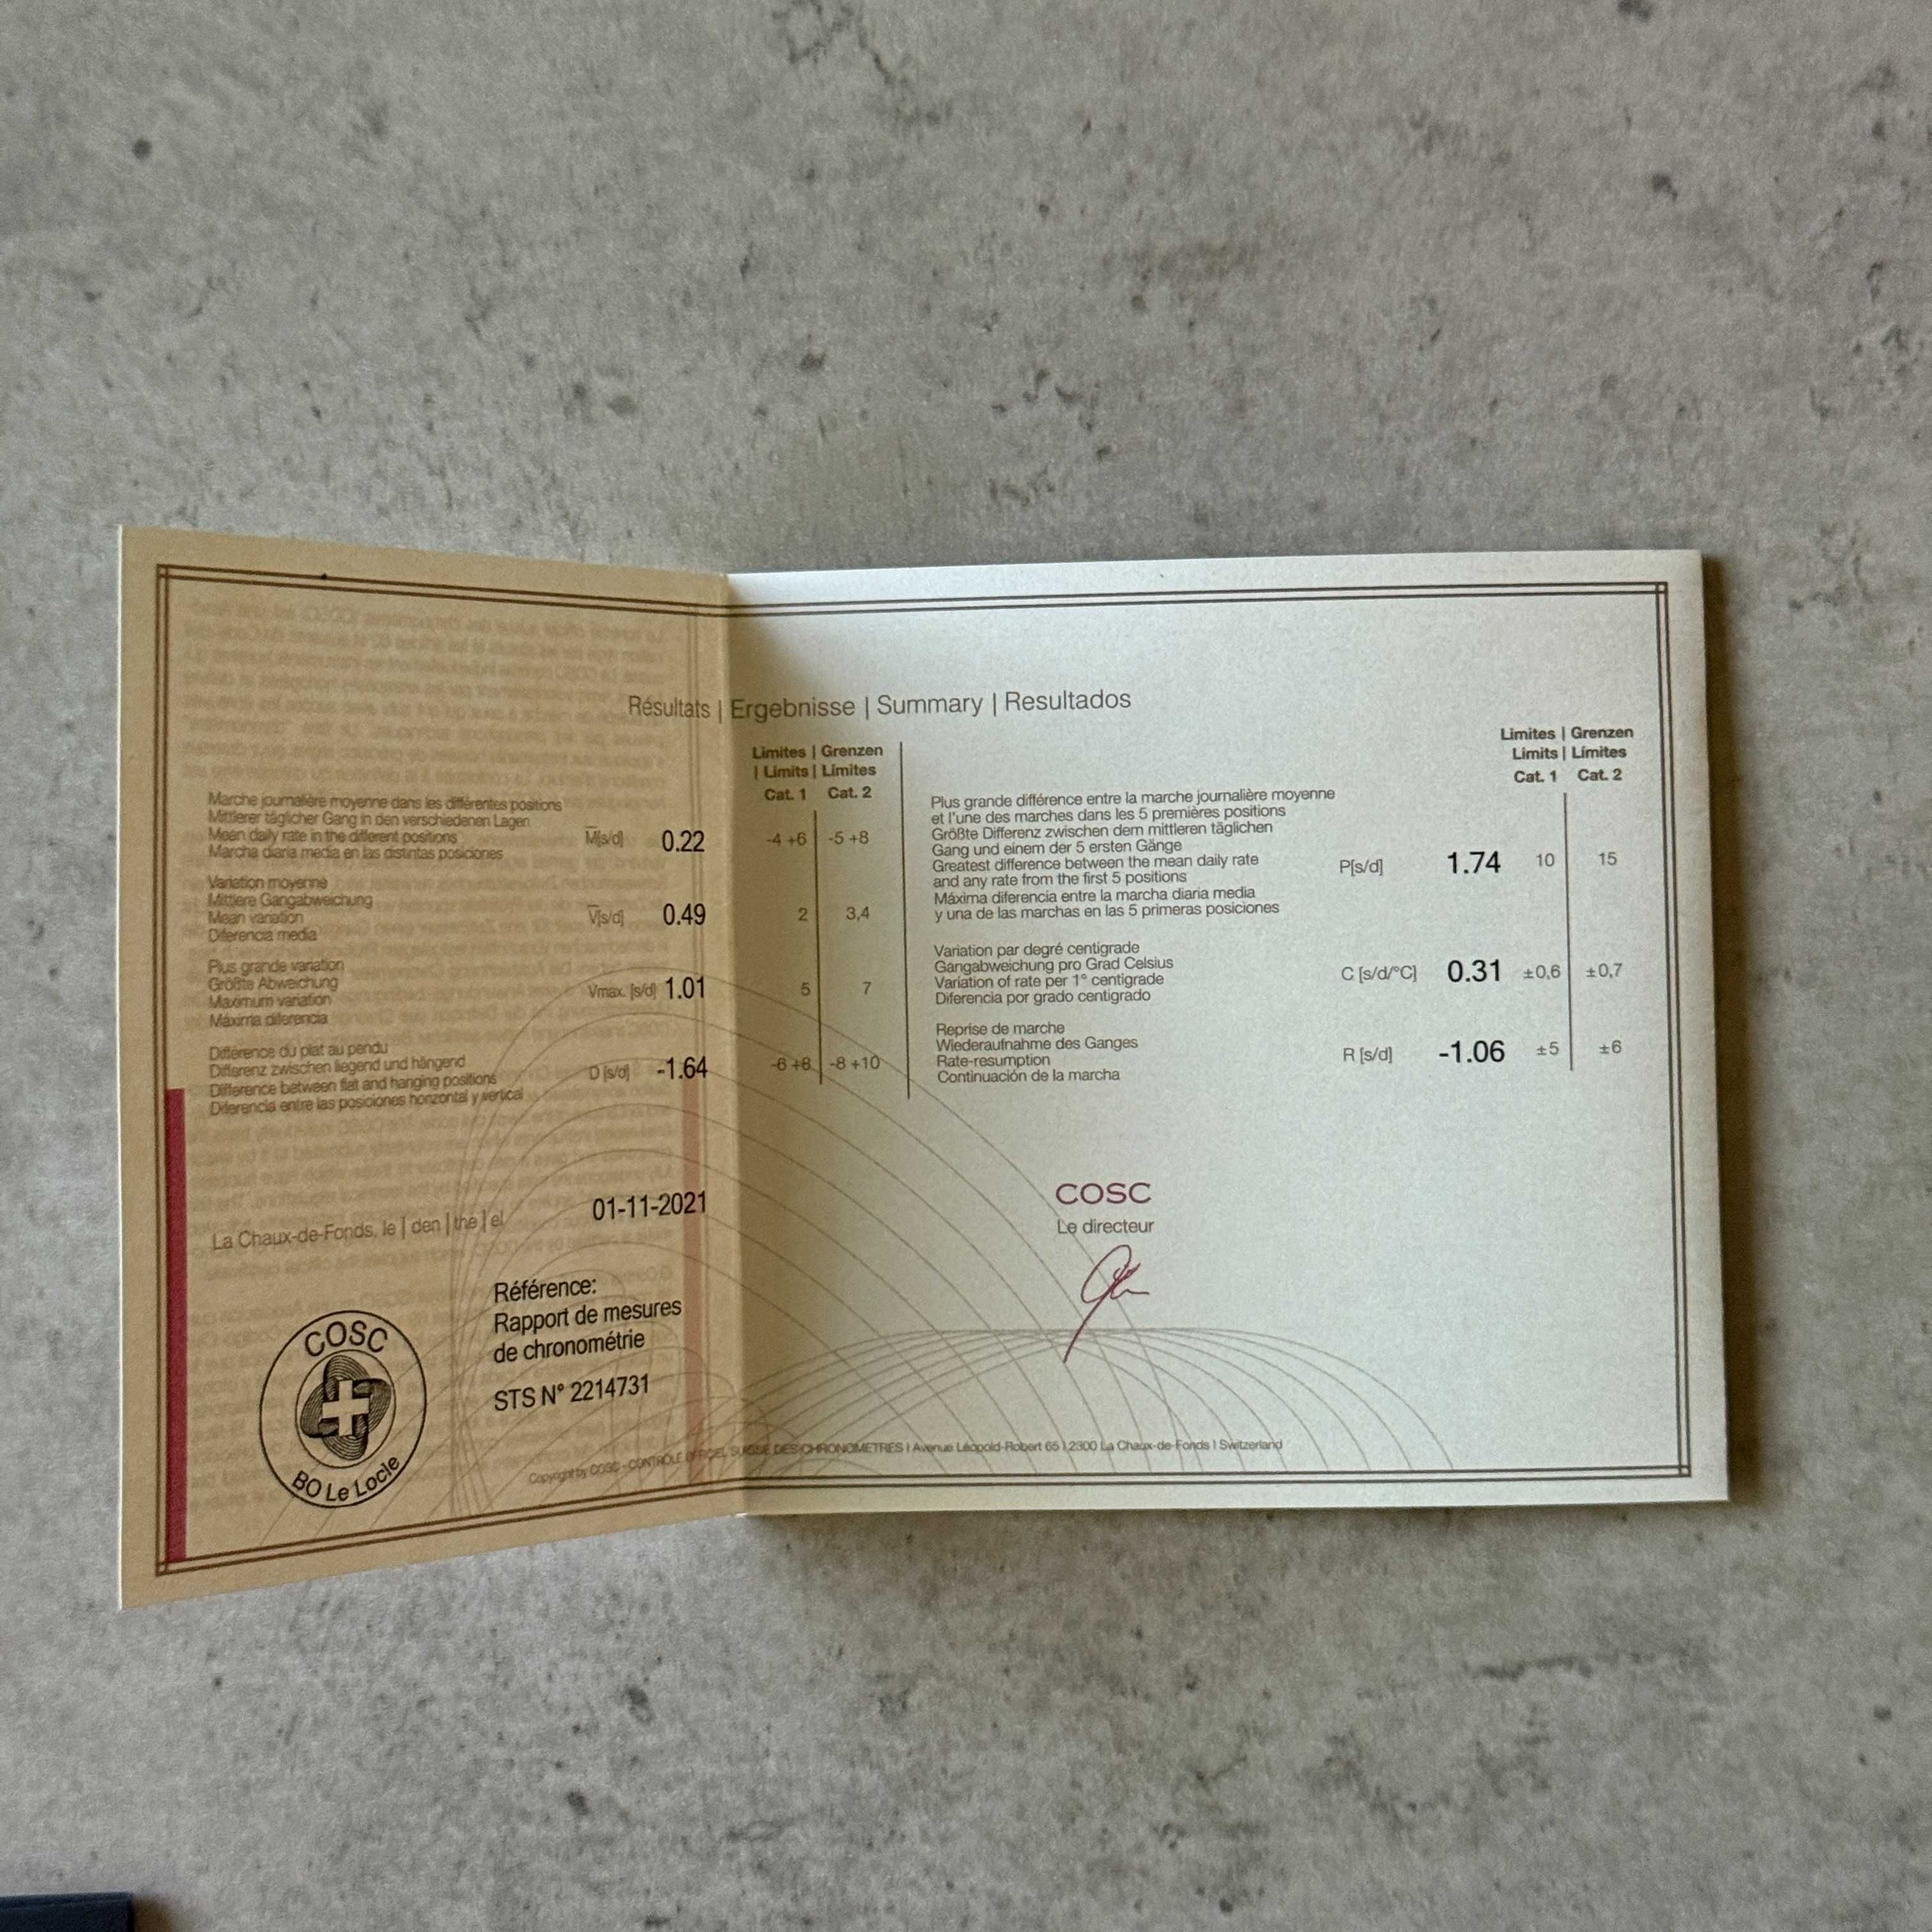 Résultats | Ergebnisse | Summary | Resultados
Limites | Grenzen
| Limits | Límites
Cat. 1 Cat. 2
Marche journalière moyenne dans les différentes positions
Mittlerer täglicher Gang in den verschiedenen Lagen
Mean daily rate in the different positions
Marcha diaria media en las distintas posiciones
M̅[s/d] 0.22 -4 +6 -5 +8
Variation moyenne
Mittlere Gangabweichung
Mean variation
Diferencia media
V̅[s/d] 0.49 2 3,4
Plus grande variation
Größte Abweichung
Maximum variation
Máxima diferencia
Vmax. [s/d] 1.01 5 7
Différence du plat au pendu
Differenz zwischen liegend und hängend
Difference between flat and hanging positions
Diferencia entre las posiciones horizontal y vertical
D [s/d] -1.64 -6 +8 -8 +10
La Chaux-de-Fonds, le | den | the | el 01-11-2021
Référence:
Rapport de mesures
de chronométrie
STS N° 2214731
COSC
BO Le Locle
Limites | Grenzen
Limits | Límites
Cat. 1 Cat. 2
Plus grande différence entre la marche journalière moyenne
et l'une des marches dans les 5 premières positions
Größte Differenz zwischen dem mittleren täglichen
Gang und einem der 5 ersten Gänge
Greatest difference between the mean daily rate
and any rate from the first 5 positions
Máxima diferencia entre la marcha diaria media
y una de las marchas en las 5 primeras posiciones
P[s/d] 1.74 10 15
Variation par degré centigrade
Gangabweichung pro Grad Celsius
Variation of rate per 1° centigrade
Diferencia por grado centigrado
C [s/d/°C] 0.31 ±0,6 ±0,7
Reprise de marche
Wiederaufnahme des Ganges
Rate-resumption
Continuación de la marcha
R [s/d] -1.06 ±5 ±6
COSC
Le directeur
Copyright by COSC - CONTRÔLE OFFICIEL SUISSE DES CHRONOMETRES | Avenue Léopold-Robert 65 | 2300 La Chaux-de-Fonds | Switzerland